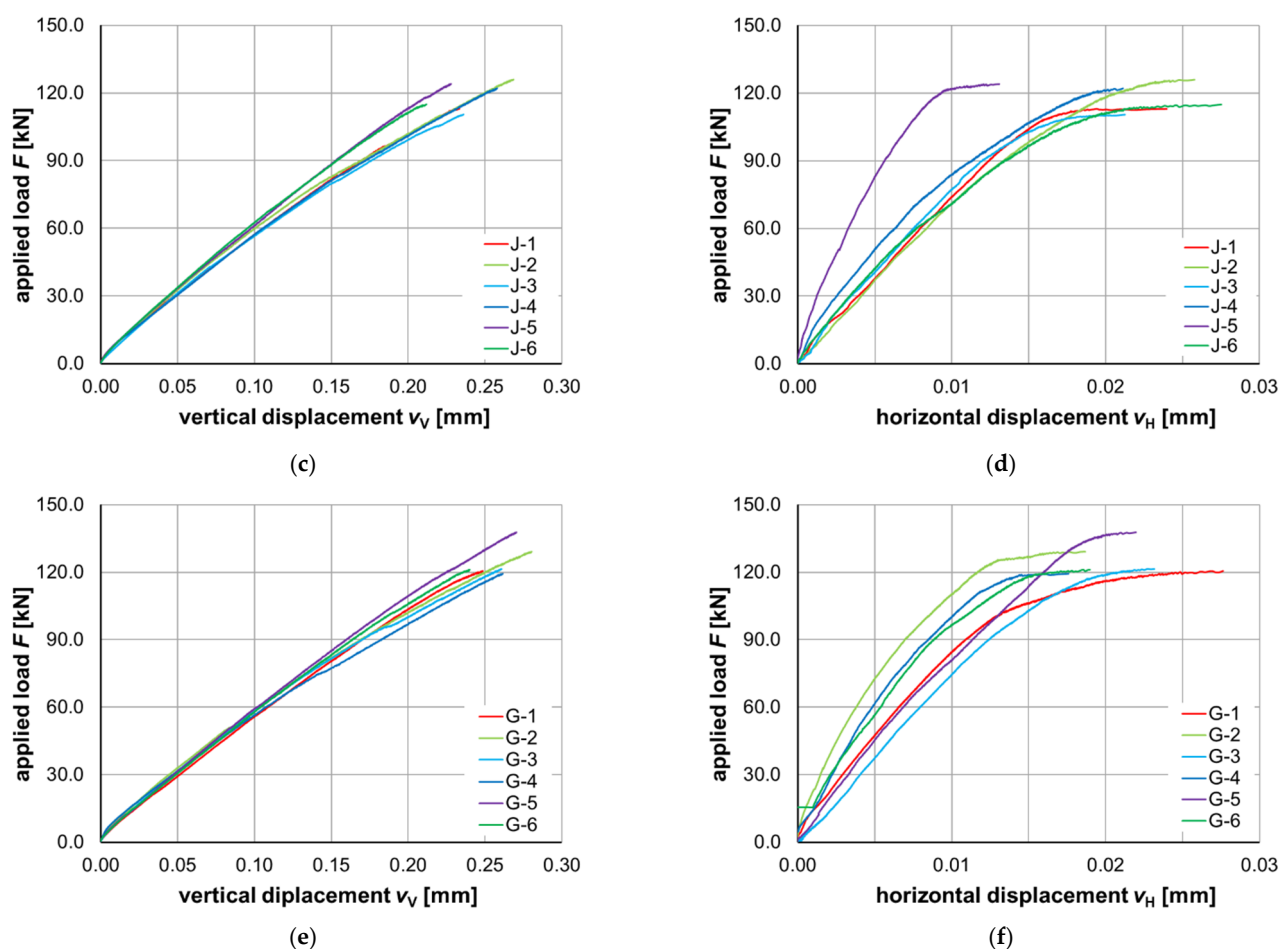 150.0
120.0
90.0
60.0
30.0
0.0
applied load F [kN]
J-1
J-2
J-3
J-4
J-5
J-6
0.00 0.05 0.10 0.15 0.20 0.25 0.30
vertical displacement vV [mm]
(c)
150.0
120.0
90.0
60.0
30.0
0.0
applied load F [kN]
J-1
J-2
J-3
J-4
J-5
J-6
0.00 0.01 0.02 0.03
horizontal displacement vH [mm]
(d)
150.0
120.0
90.0
60.0
30.0
0.0
applied load F [kN]
G-1
G-2
G-3
G-4
G-5
G-6
0.00 0.05 0.10 0.15 0.20 0.25 0.30
vertical diplacement vV [mm]
(e)
150.0
120.0
90.0
60.0
30.0
0.0
applied load F [kN]
G-1
G-2
G-3
G-4
G-5
G-6
0.00 0.01 0.02 0.03
horizontal displacement vH [mm]
(f)